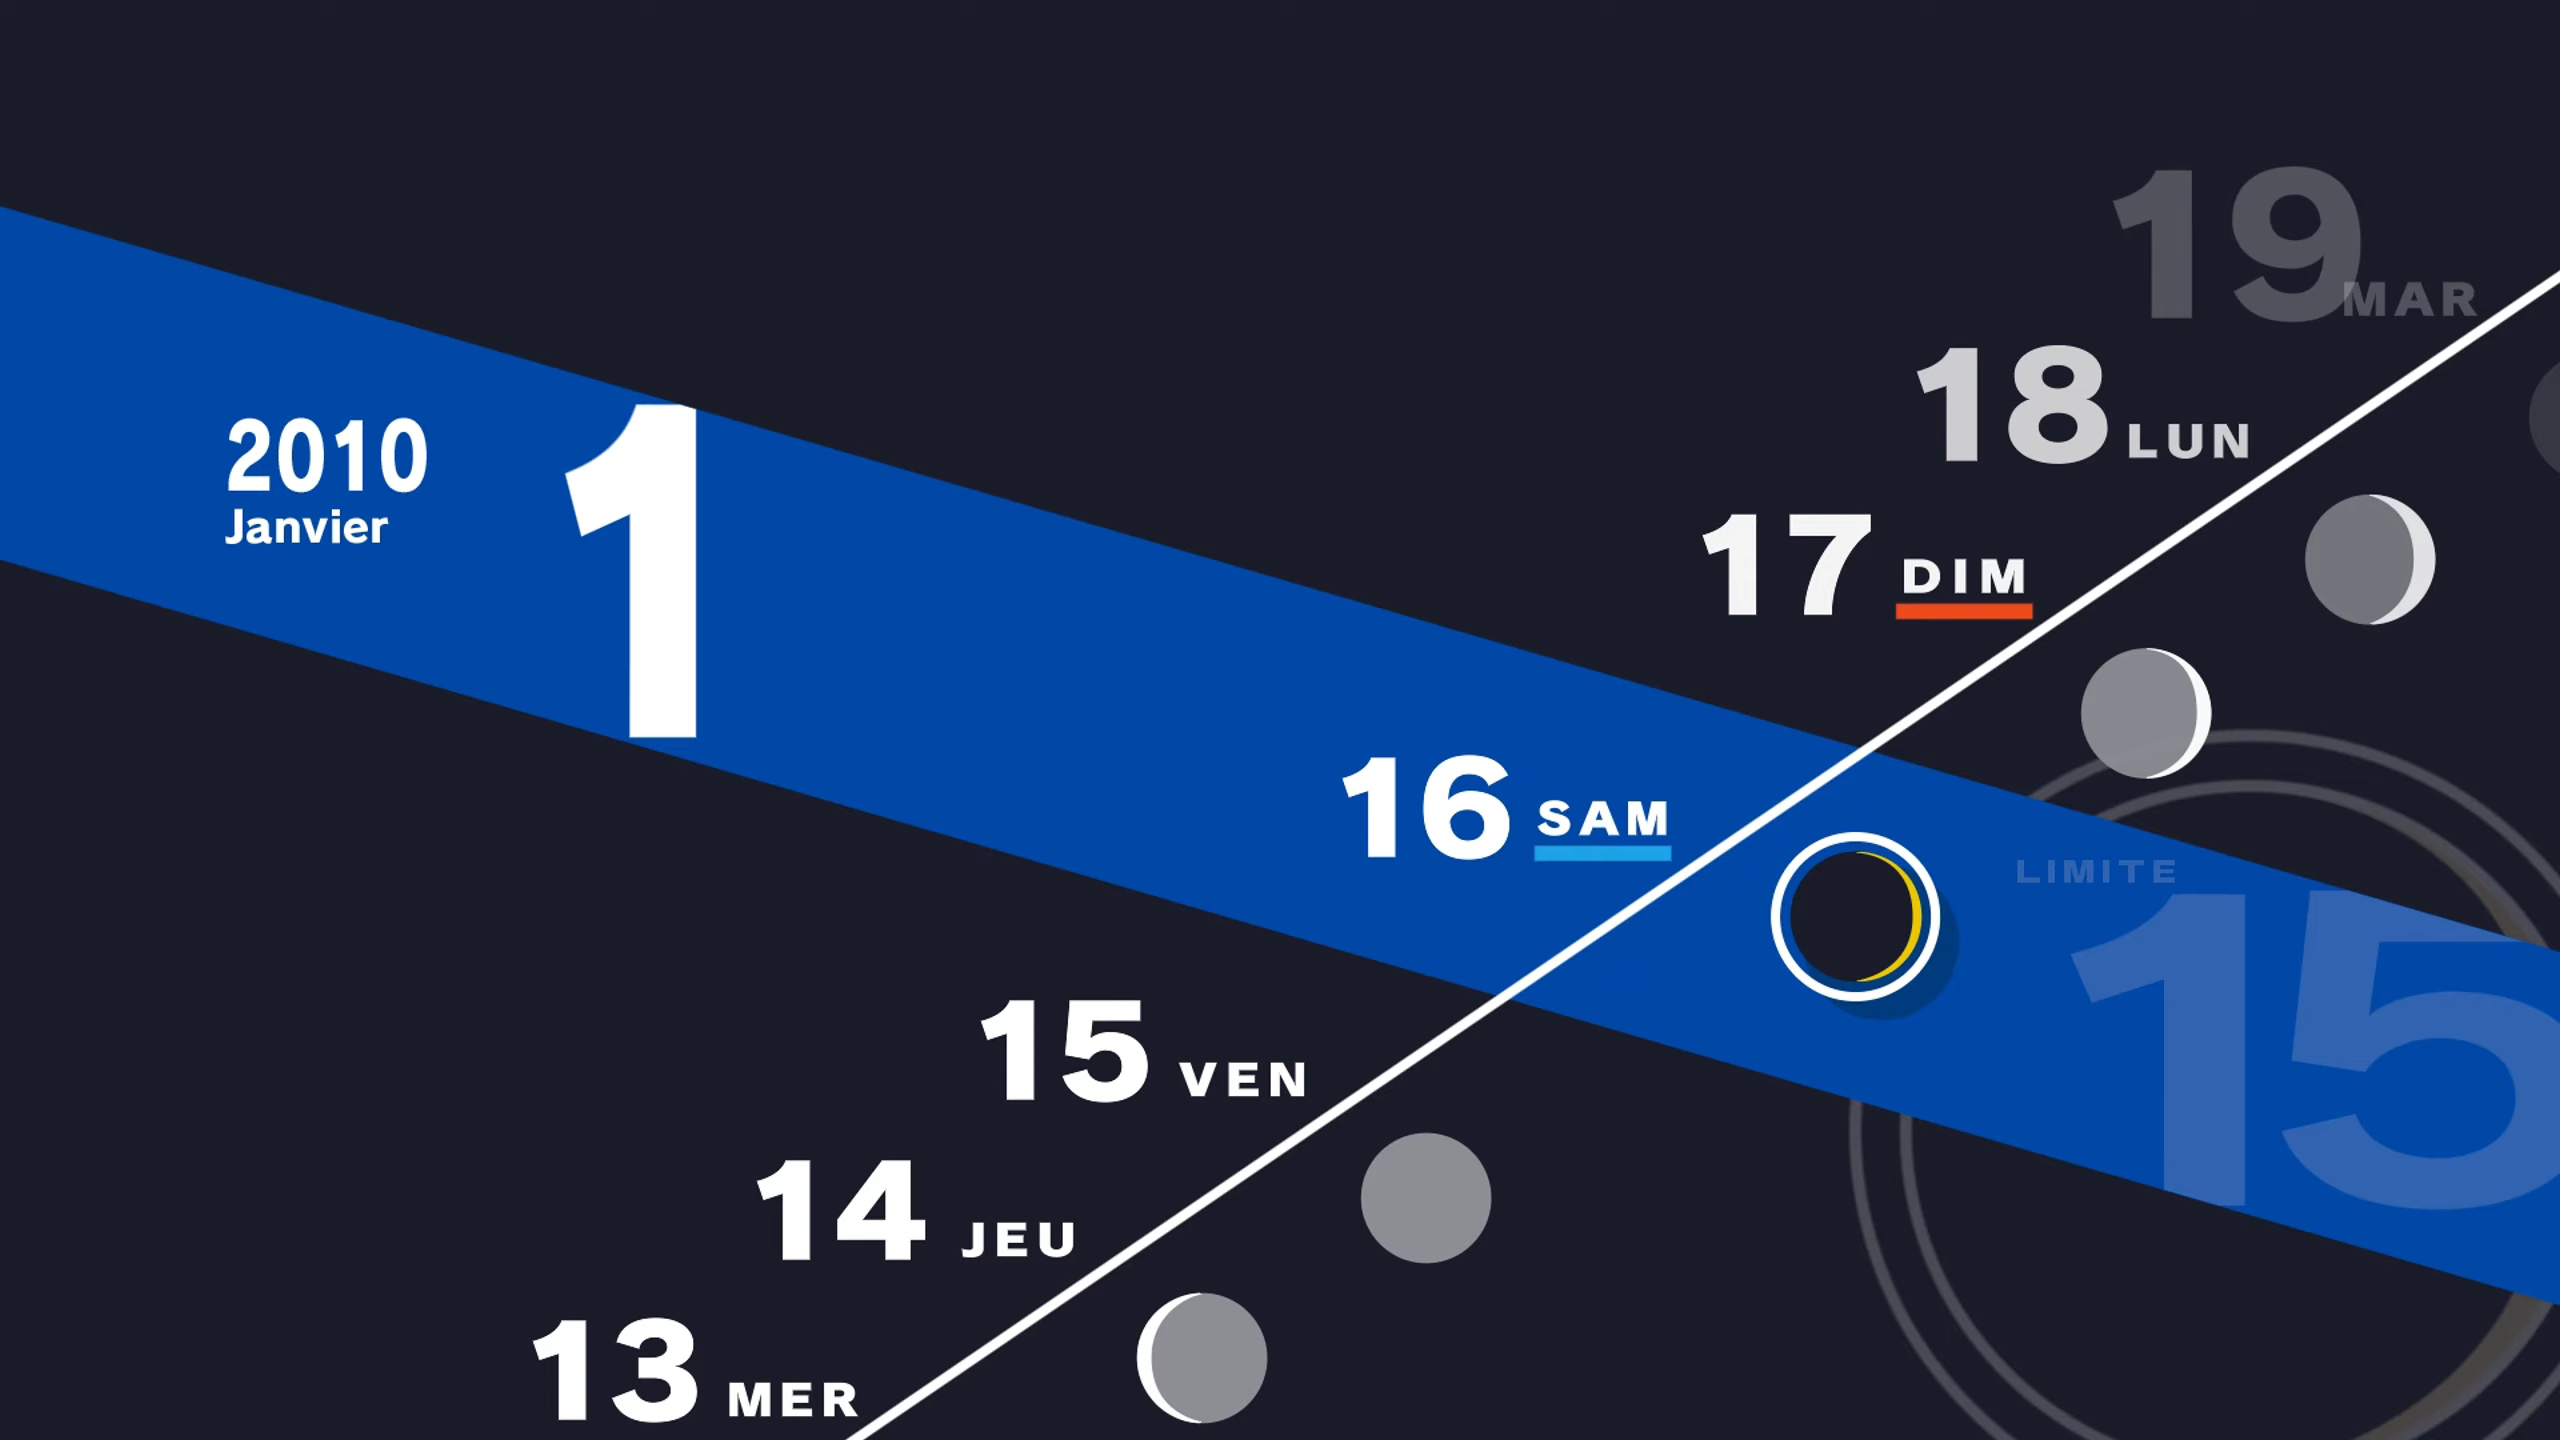 2010
Janvier
1
19 MAR
18 LUN
17 DIM
16 SAM
15 VEN
14 JEU
13 MER
LIMITE
15